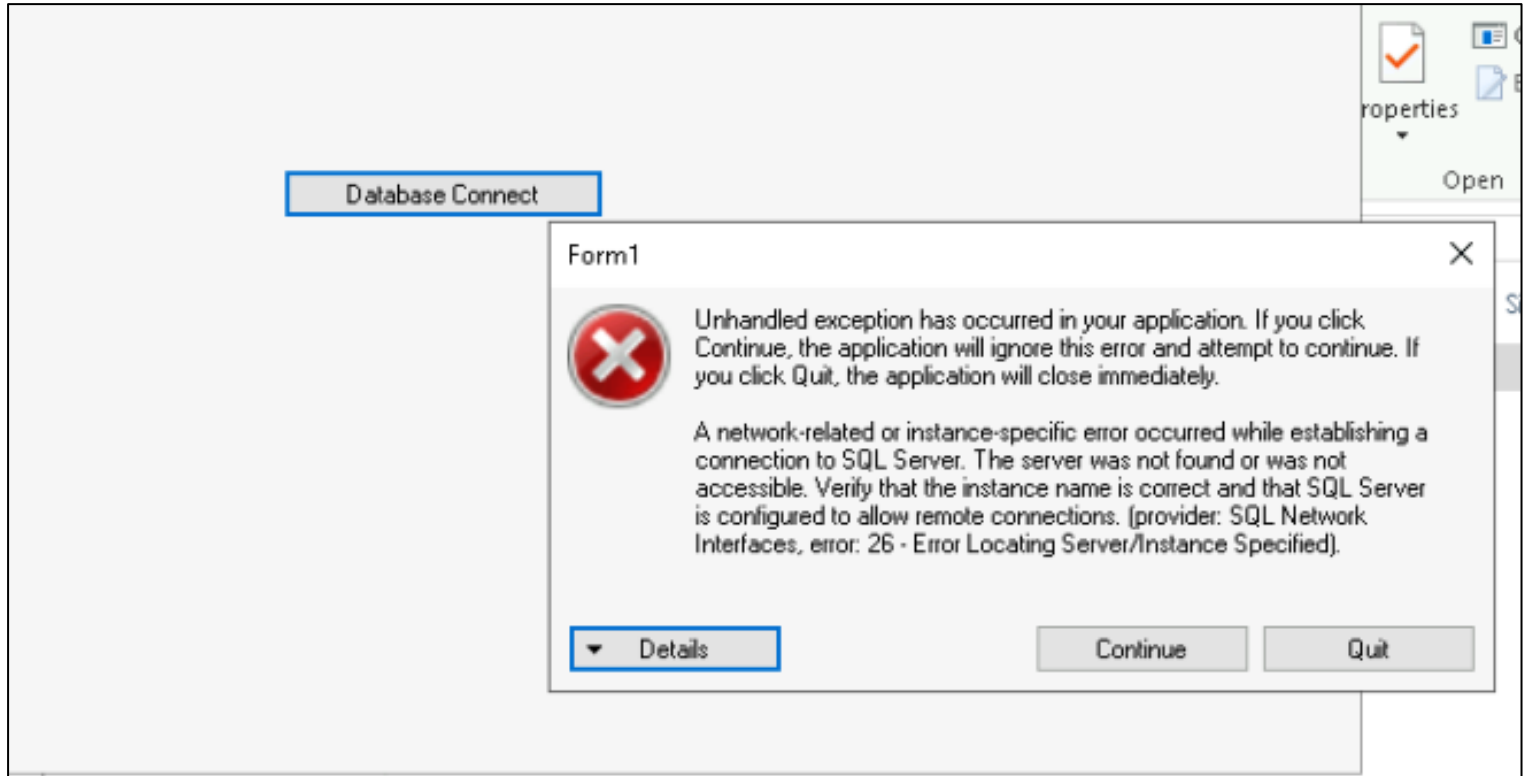 roperties
Open
Database Connect
Form1
Unhandled exception has occurred in your application. If you click
Continue, the application will ignore this error and attempt to continue. If
you click Quit, the application will close immediately.
A network-related or instance-specific error occurred while establishing a
connection to SQL Server. The server was not found or was not
accessible. Verify that the instance name is correct and that SQL Server
is configured to allow remote connections. (provider: SQL Network
Interfaces, error: 26 - Error Locating Server/Instance Specified).
Details
Continue
Quit